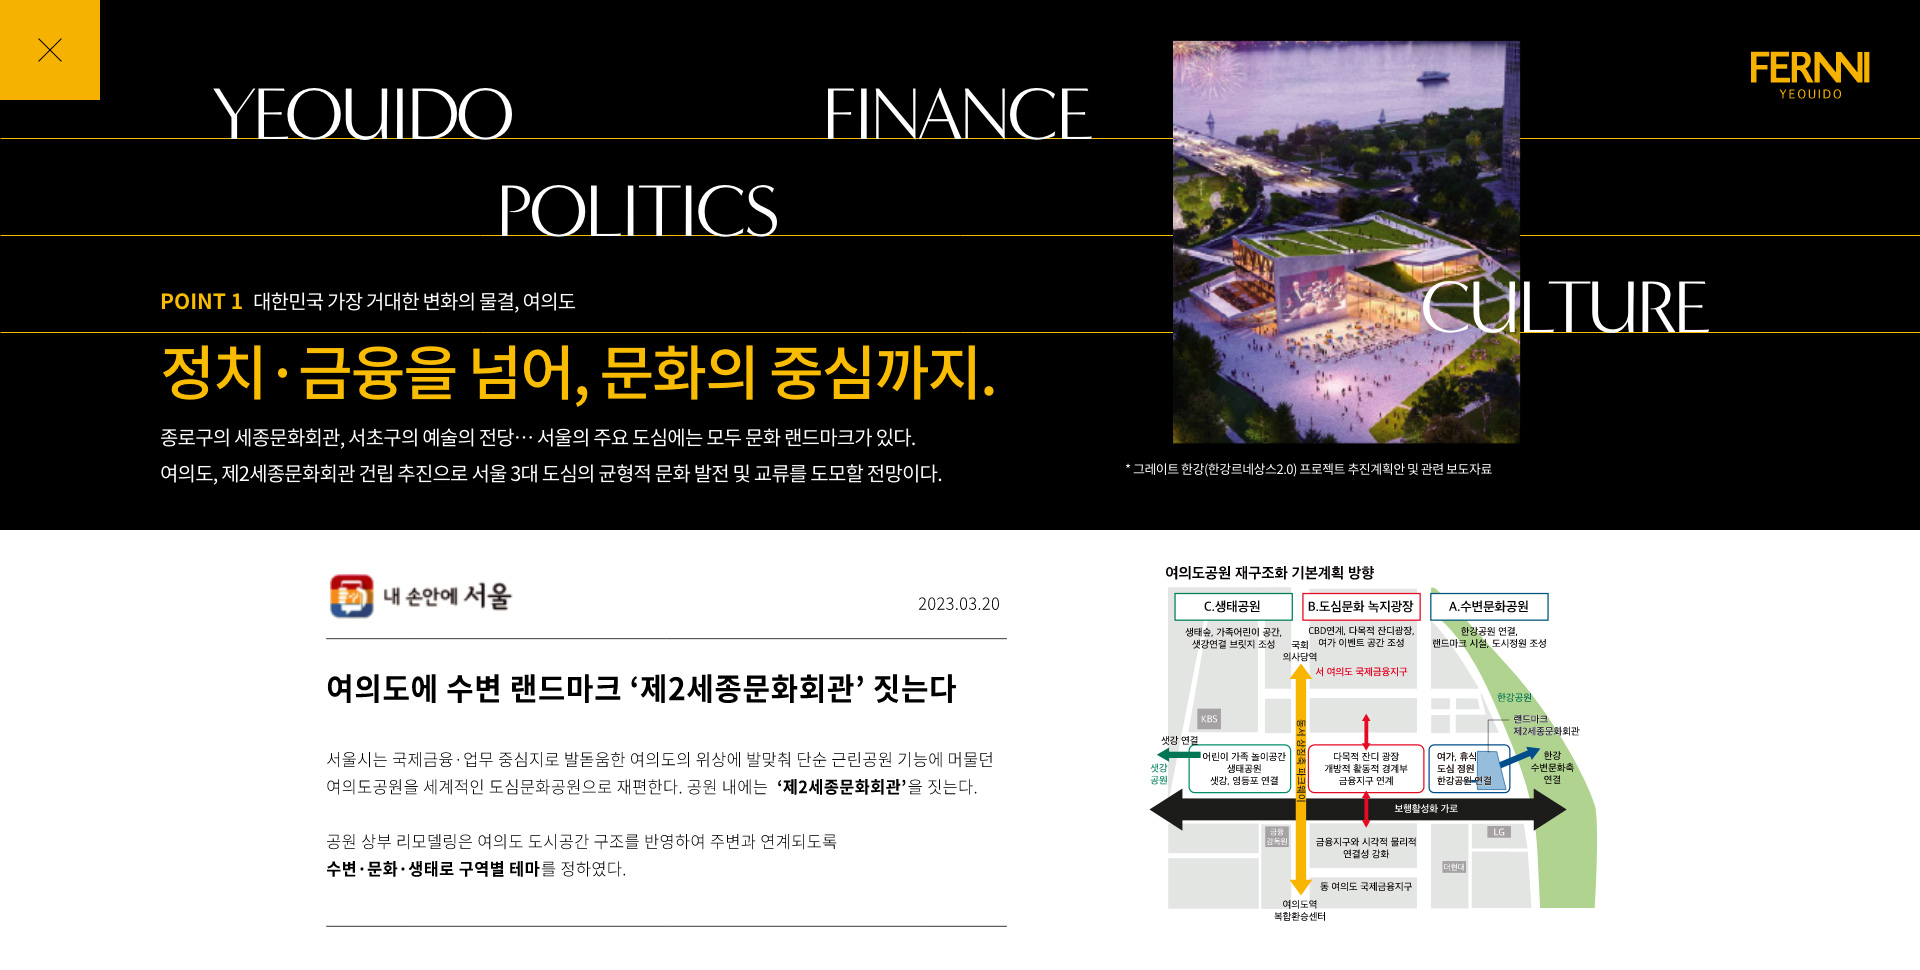 YEOUIDO
FINANCE
POLITICS
CULTURE
FERNNI
YEOUIDO
POINT 1 대한민국 가장 거대한 변화의 물결, 여의도
정치·금융을 넘어, 문화의 중심까지.
종로구의 세종문화회관, 서초구의 예술의 전당… 서울의 주요 도심에는 모두 문화 랜드마크가 있다.
여의도, 제2세종문화회관 건립 추진으로 서울 3대 도심의 균형적 문화 발전 및 교류를 도모할 전망이다.
* 그레이트 한강(한강르네상스2.0) 프로젝트 추진계획안 및 관련 보도자료
내 손안에 서울
2023.03.20
여의도에 수변 랜드마크 ‘제2세종문화회관’ 짓는다
서울시는 국제금융·업무 중심지로 발돋움한 여의도의 위상에 발맞춰 단순 근린공원 기능에 머물던
여의도공원을 세계적인 도심문화공원으로 재편한다. 공원 내에는 ‘제2세종문화회관’을 짓는다.
공원 상부 리모델링은 여의도 도시공간 구조를 반영하여 주변과 연계되도록
수변·문화·생태로 구역별 테마를 정하였다.
여의도공원 재구조화 기본계획 방향
C.생태공원
B.도심문화 녹지광장
A.수변문화공원
생태숲, 가족어린이 공간,
샛강연결 브릿지 조성
CBD연계, 다목적 잔디광장,
여가 이벤트 공간 조성
한강공원 연결,
랜드마크 시설, 도시정원 조성
국회
의사당역
서 여의도 국제금융지구
한강공원
KBS
랜드마크
제2세종문화회관
샛강 연결
샛강
공원
어린이 가족 놀이공간
생태공원
샛강, 영등포 연결
동서 상징축 파크웨이
다목적 잔디 광장
개방적 활동적 경계부
금융지구 연계
여가, 휴식
도심 정원
한강공원 연결
한강
수변문화축
연결
보행활성화 가로
금융
감독원
금융지구와 시각적 물리적
연결성 강화
LG
더현대
동 여의도 국제금융지구
여의도역
복합환승센터